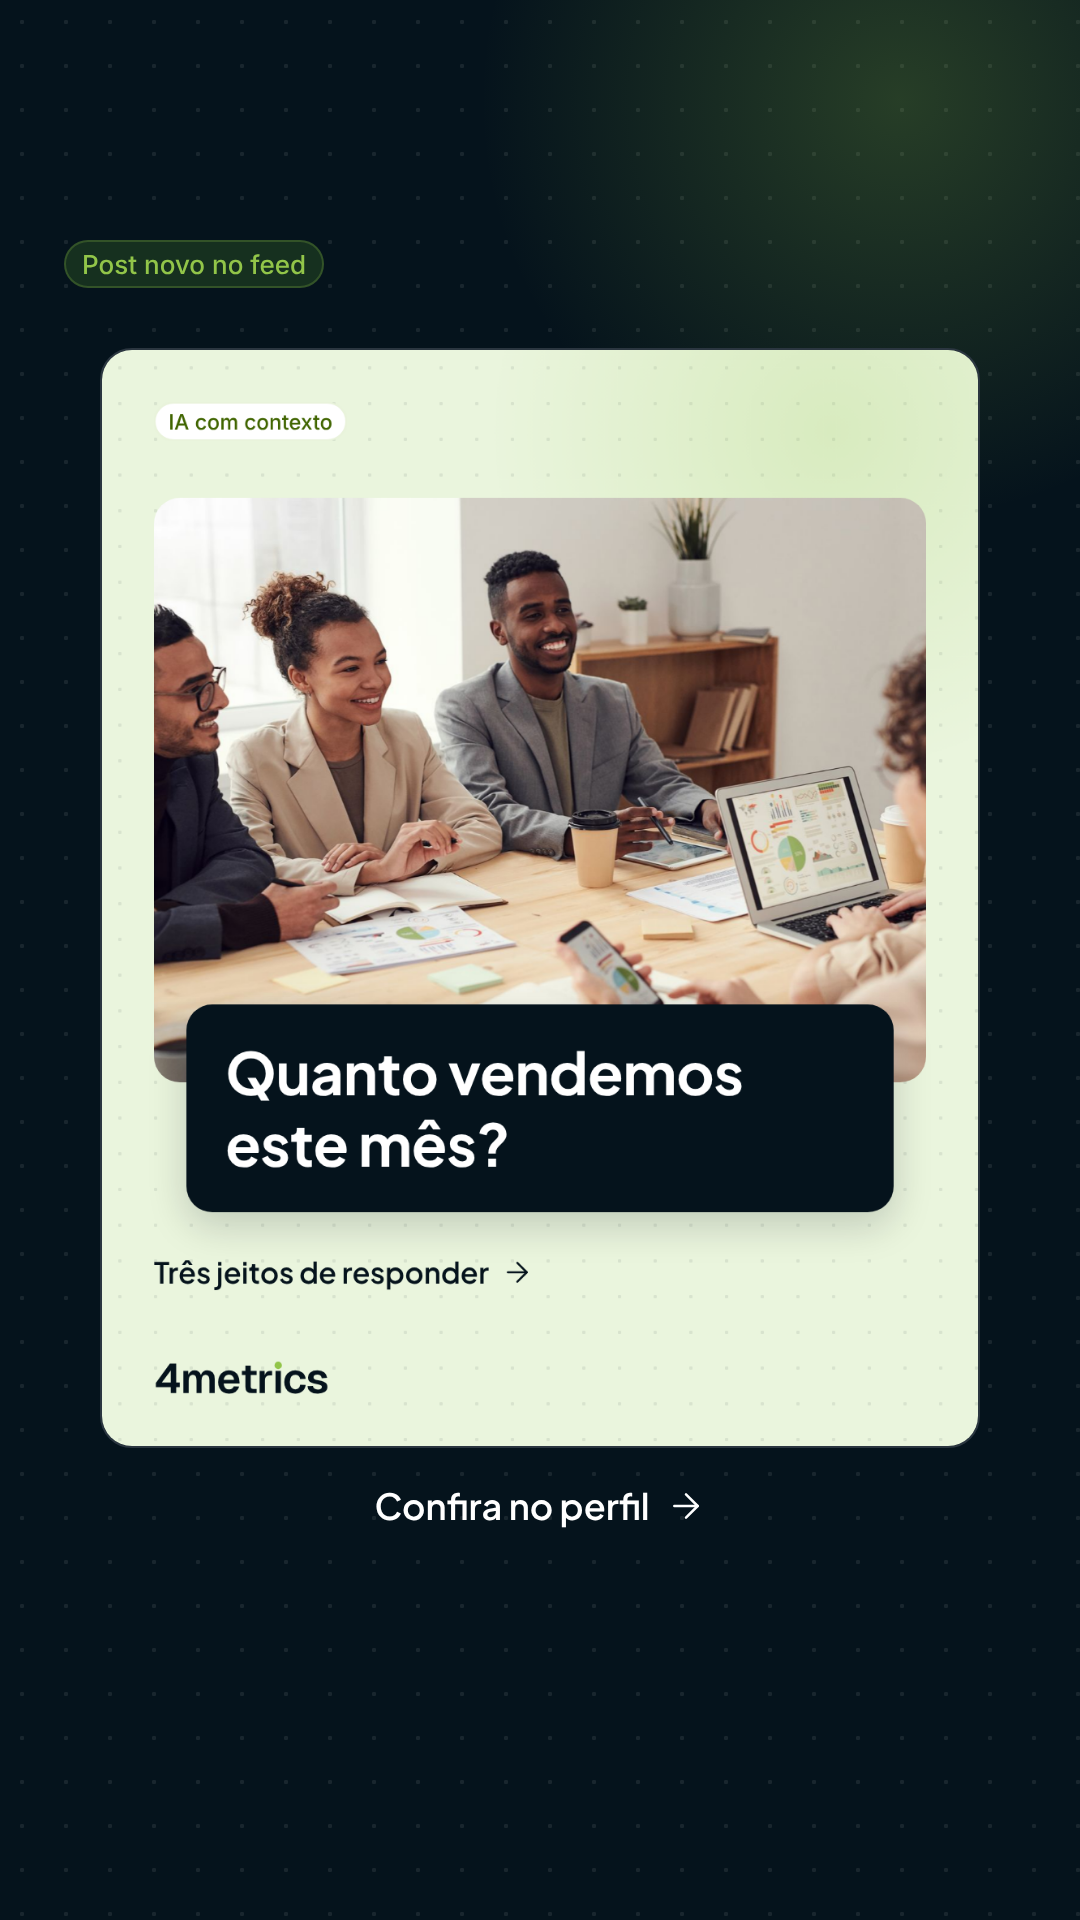 Post novo no feed
IA com contexto
Quanto vendemos
este mês?
Três jeitos de responder →
4metrics
Confira no perfil →